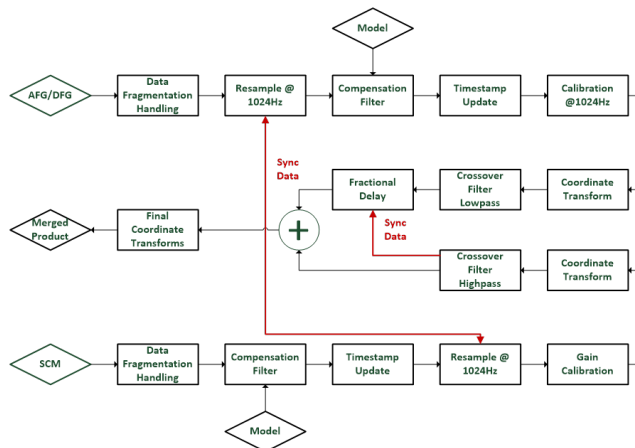 Model
AFG/DFG
Data
Fragmentation
Handling
Resample @
1024Hz
Compensation
Filter
Timestamp
Update
Calibration
@1024Hz
Sync
Data
Fractional
Delay
Crossover
Filter
Lowpass
Coordinate
Transform
Merged
Product
Final
Coordinate
Transforms
+
Sync
Data
Crossover
Filter
Highpass
Coordinate
Transform
SCM
Data
Fragmentation
Handling
Compensation
Filter
Timestamp
Update
Resample @
1024Hz
Gain
Calibration
Model